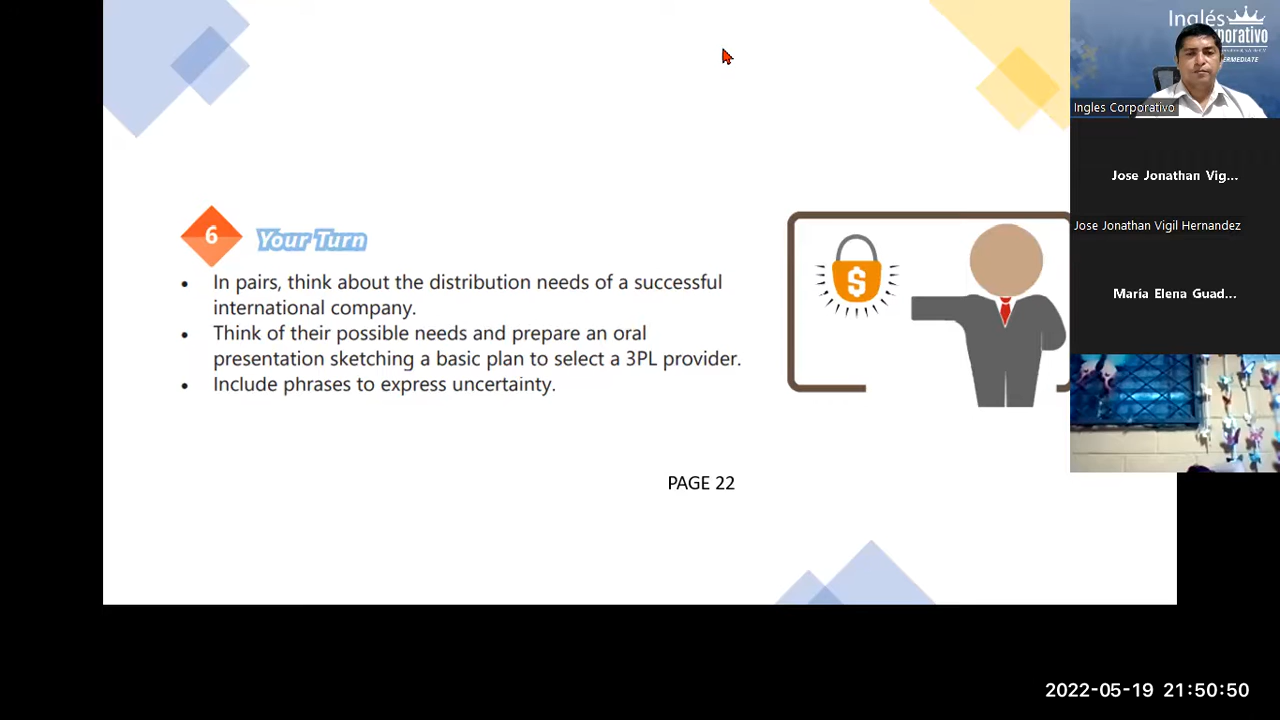 6
Your Turn
• In pairs, think about the distribution needs of a successful
international company.
• Think of their possible needs and prepare an oral
presentation sketching a basic plan to select a 3PL provider.
• Include phrases to express uncertainty.
$
PAGE 22
Inglés
Ingles Corporativo
Jose Jonathan Vig...
Jose Jonathan Vigil Hernandez
María Elena Guad...
2022-05-19 21:50:50